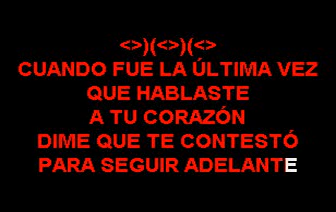 <>)(<>)(<>
CUANDO FUE LA ÚLTIMA VEZ
QUE HABLASTE
A TU CORAZÓN
DIME QUE TE CONTESTÓ
PARA SEGUIR ADELANTE